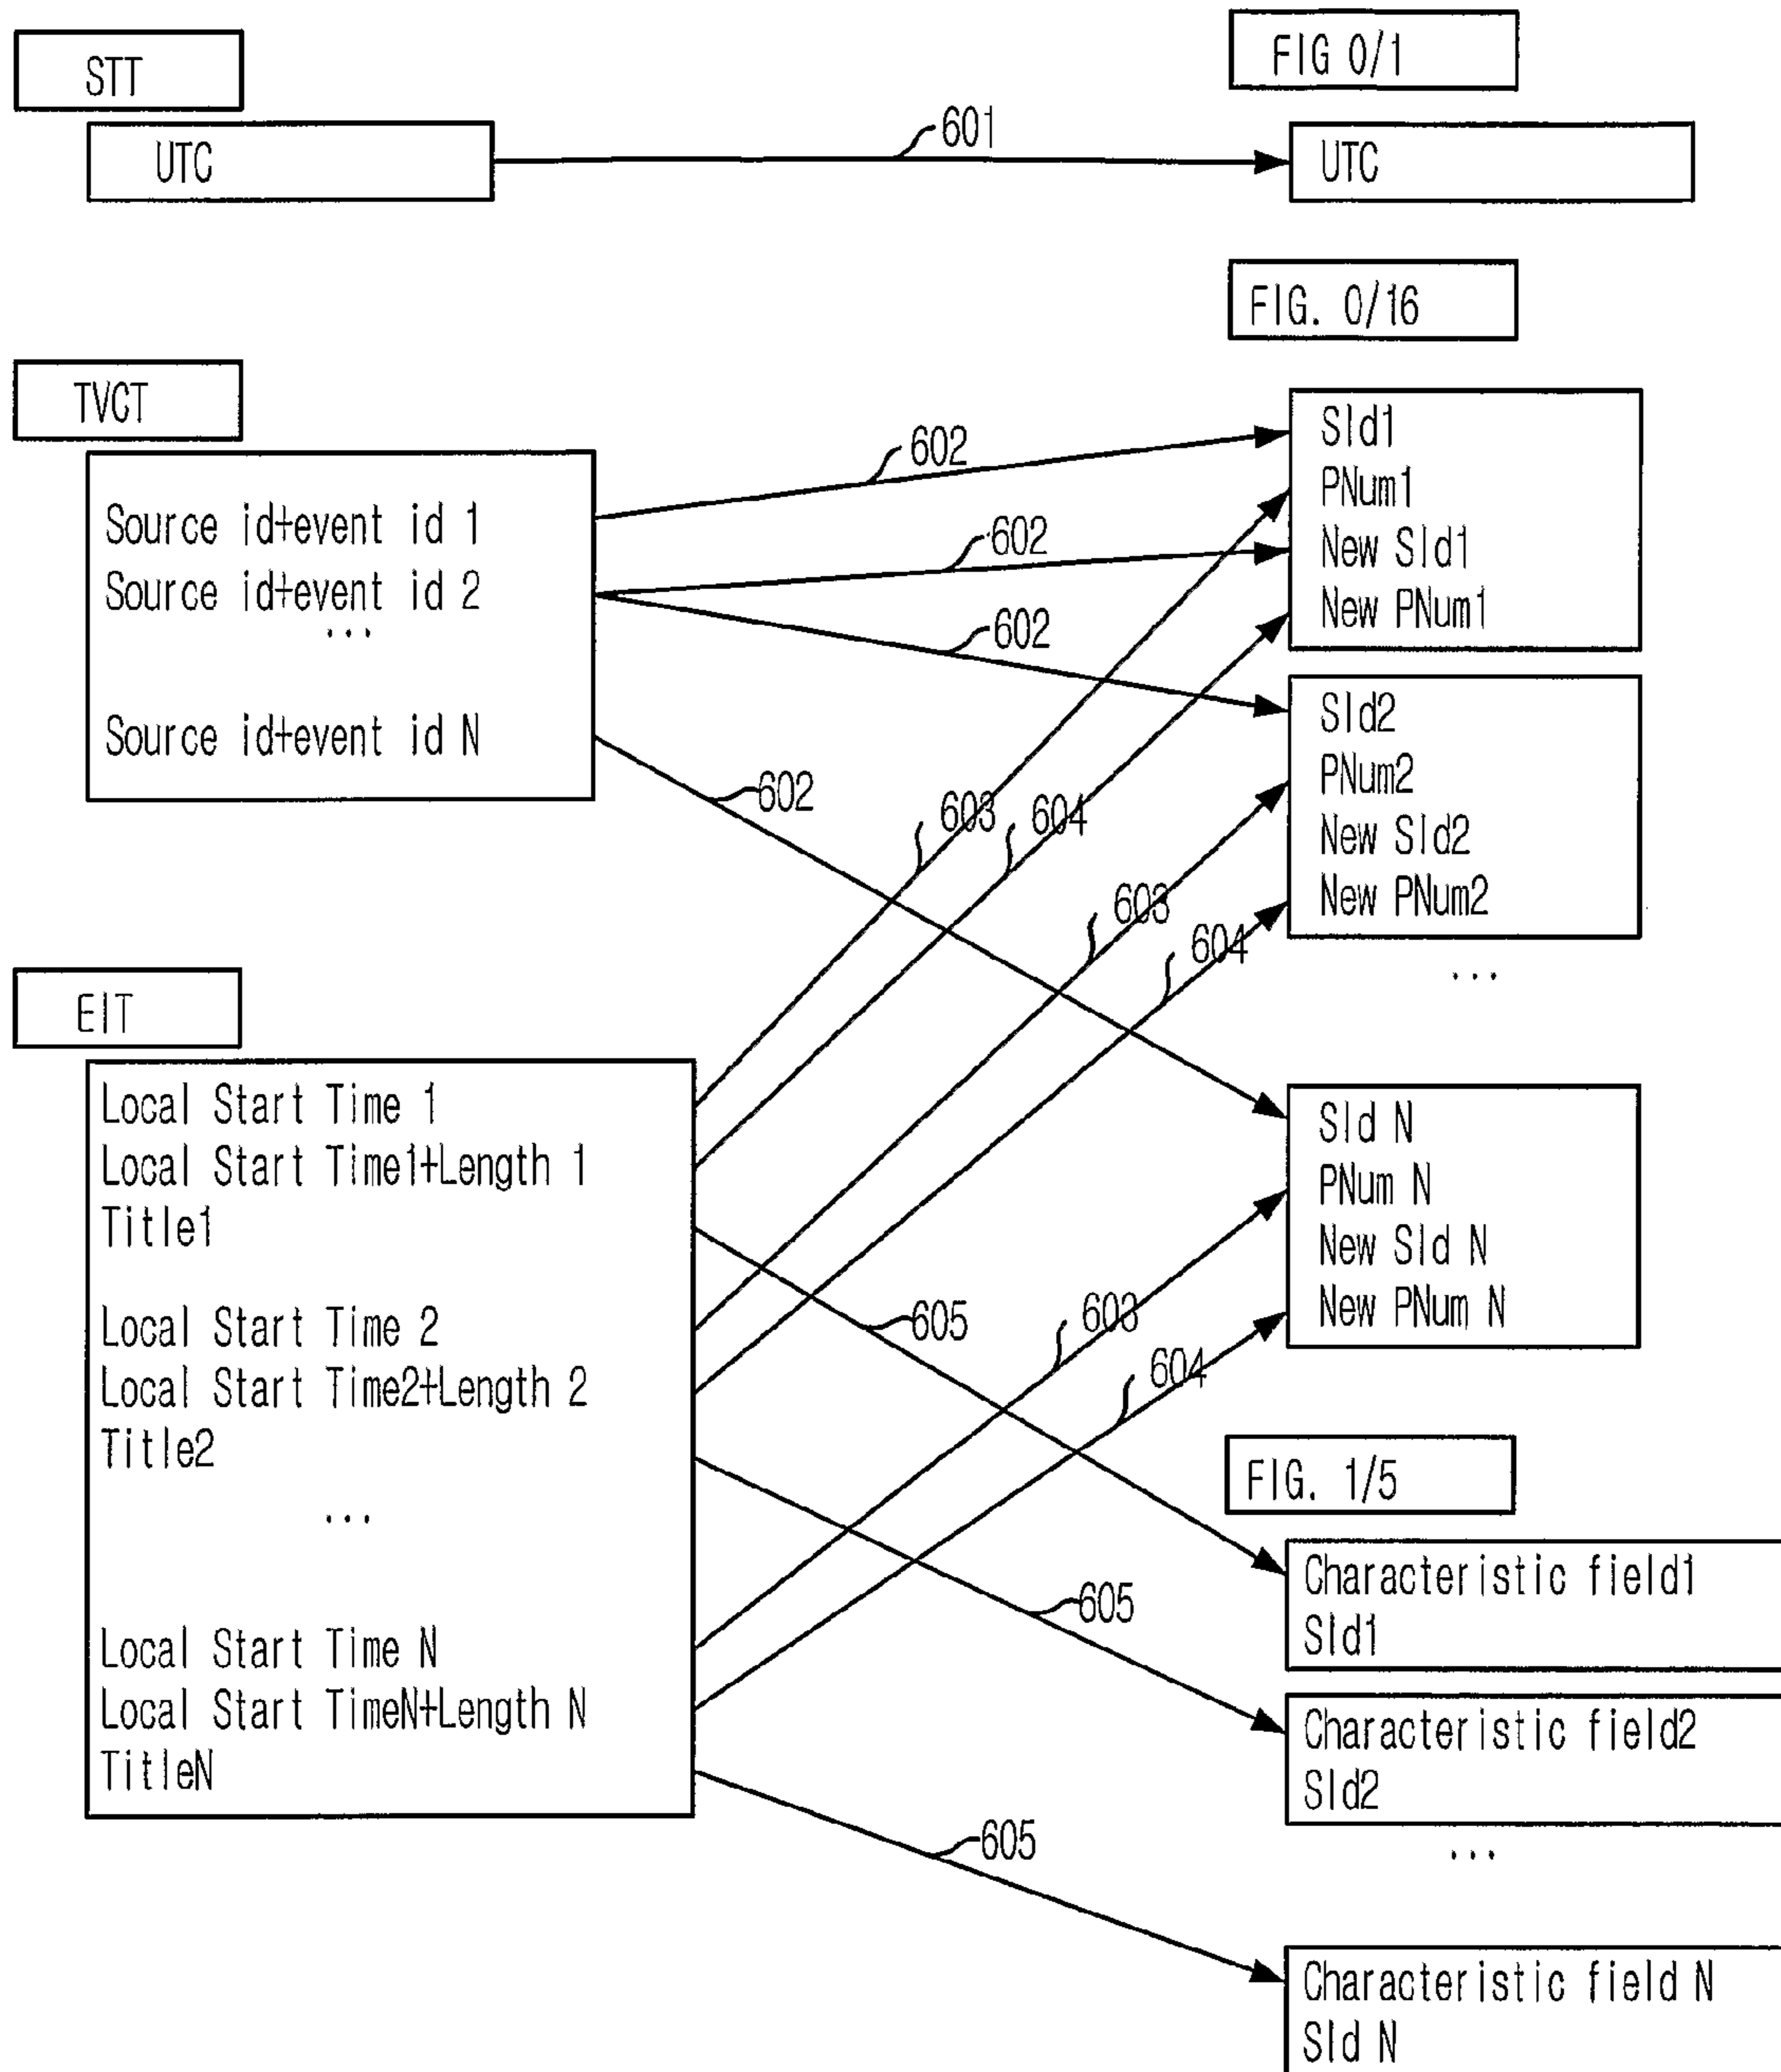 STT
FIG 0/1
UTC
601
UTC
FIG. 0/16
TVCT
Source id+event id 1
Source id+event id 2
...
Source id+event id N
602
602
602
602
SId1
PNum1
New SId1
New PNum1
SId2
PNum2
New SId2
New PNum2
...
603
604
603
604
EIT
Local Start Time 1
Local Start Time1+Length 1
Title1
Local Start Time 2
Local Start Time2+Length 2
Title2
...
Local Start Time N
Local Start TimeN+Length N
TitleN
SId N
PNum N
New SId N
New PNum N
605
603
604
FIG. 1/5
605
605
Characteristic field1
SId1
Characteristic field2
SId2
...
Characteristic field N
SId N